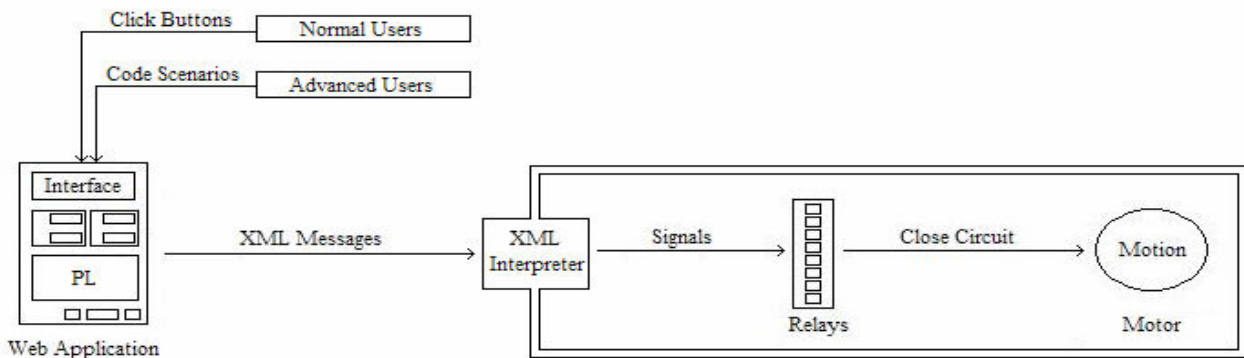 Click Buttons
Normal Users
Code Scenarios
Advanced Users
Interface
PL
Web Application
XML Messages
XML
Interpreter
Signals
Relays
Close Circuit
Motion
Motor